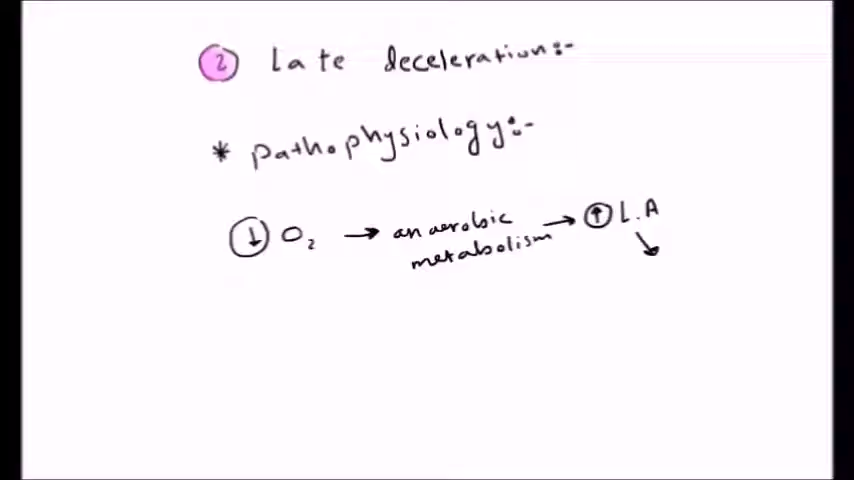 2 Late deceleration:-
* pathophysiology:-
↓ O₂ → anaerobic metabolism → ↑ L.A
↘